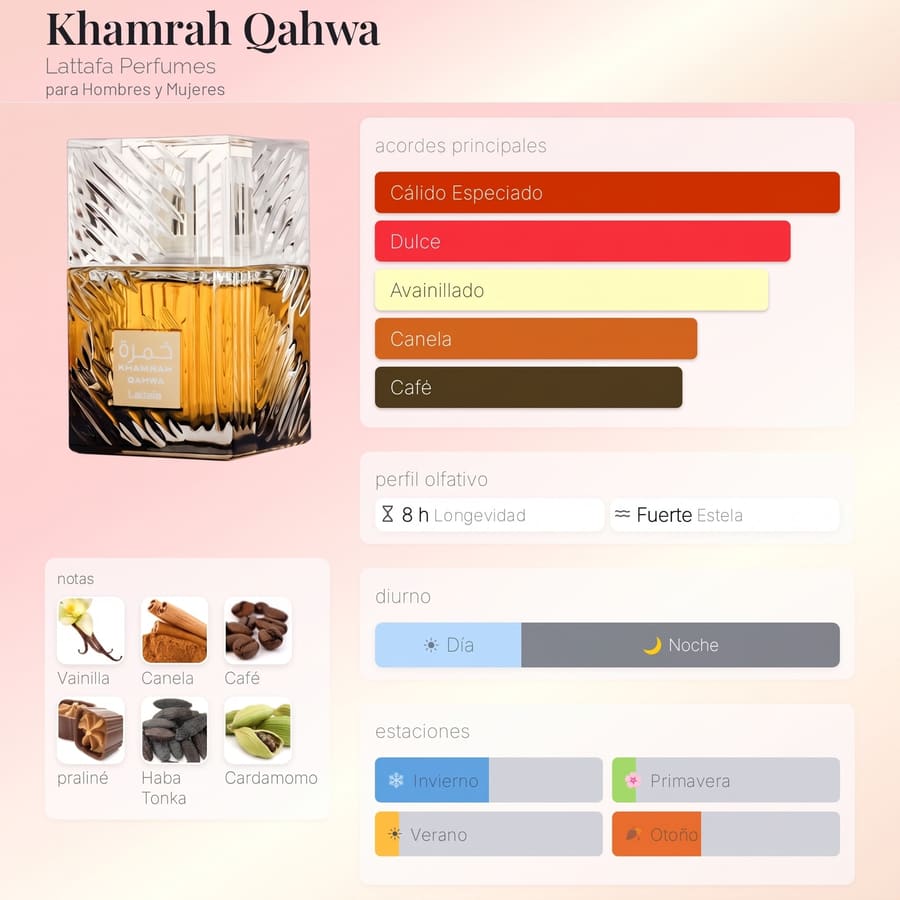 Khamrah Qahwa
Lattafa Perfumes
para Hombres y Mujeres
خمرة
KHAMRAH
QAHWA
Lattafa
acordes principales
Cálido Especiado
Dulce
Avainillado
Canela
Café
perfil olfativo
8 h Longevidad
Fuerte Estela
diurno
Día
Noche
notas
Vainilla
Canela
Café
praliné
Haba Tonka
Cardamomo
estaciones
Invierno
Primavera
Verano
Otoño